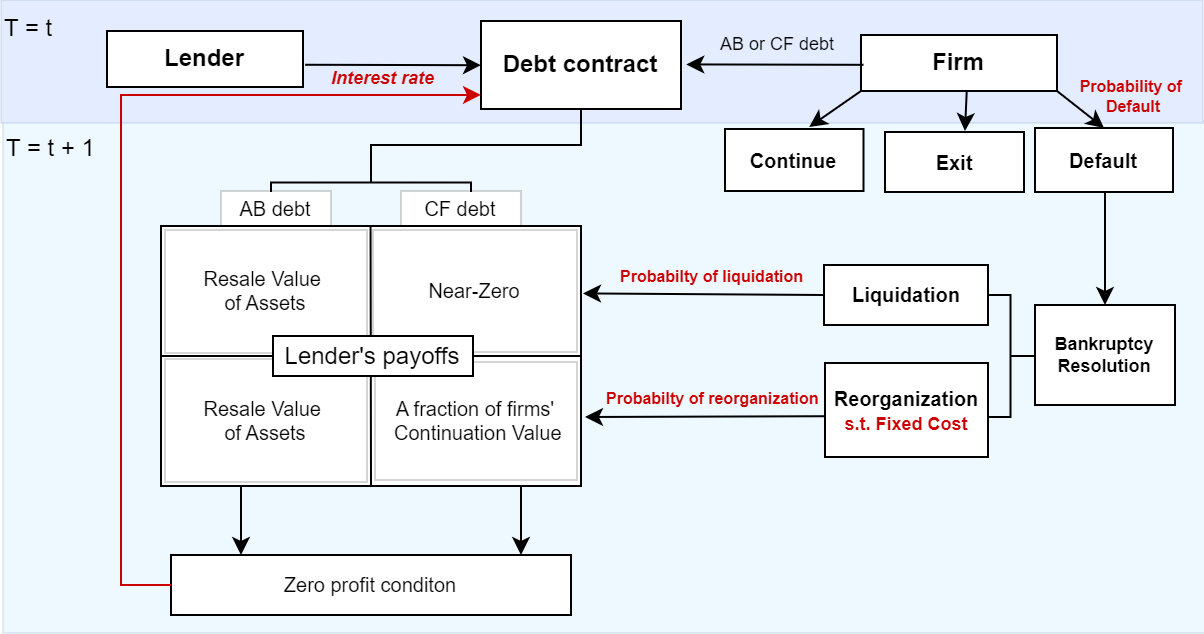 T = t
Lender
Interest rate
Debt contract
AB or CF debt
Firm
Probability of
Default
T = t + 1
Continue
Exit
Default
AB debt
CF debt
Resale Value
of Assets
Near-Zero
Probabilty of liquidation
Liquidation
Bankruptcy
Resolution
Lender's payoffs
Resale Value
of Assets
A fraction of firms'
Continuation Value
Probabilty of reorganization
Reorganization
s.t. Fixed Cost
Zero profit conditon